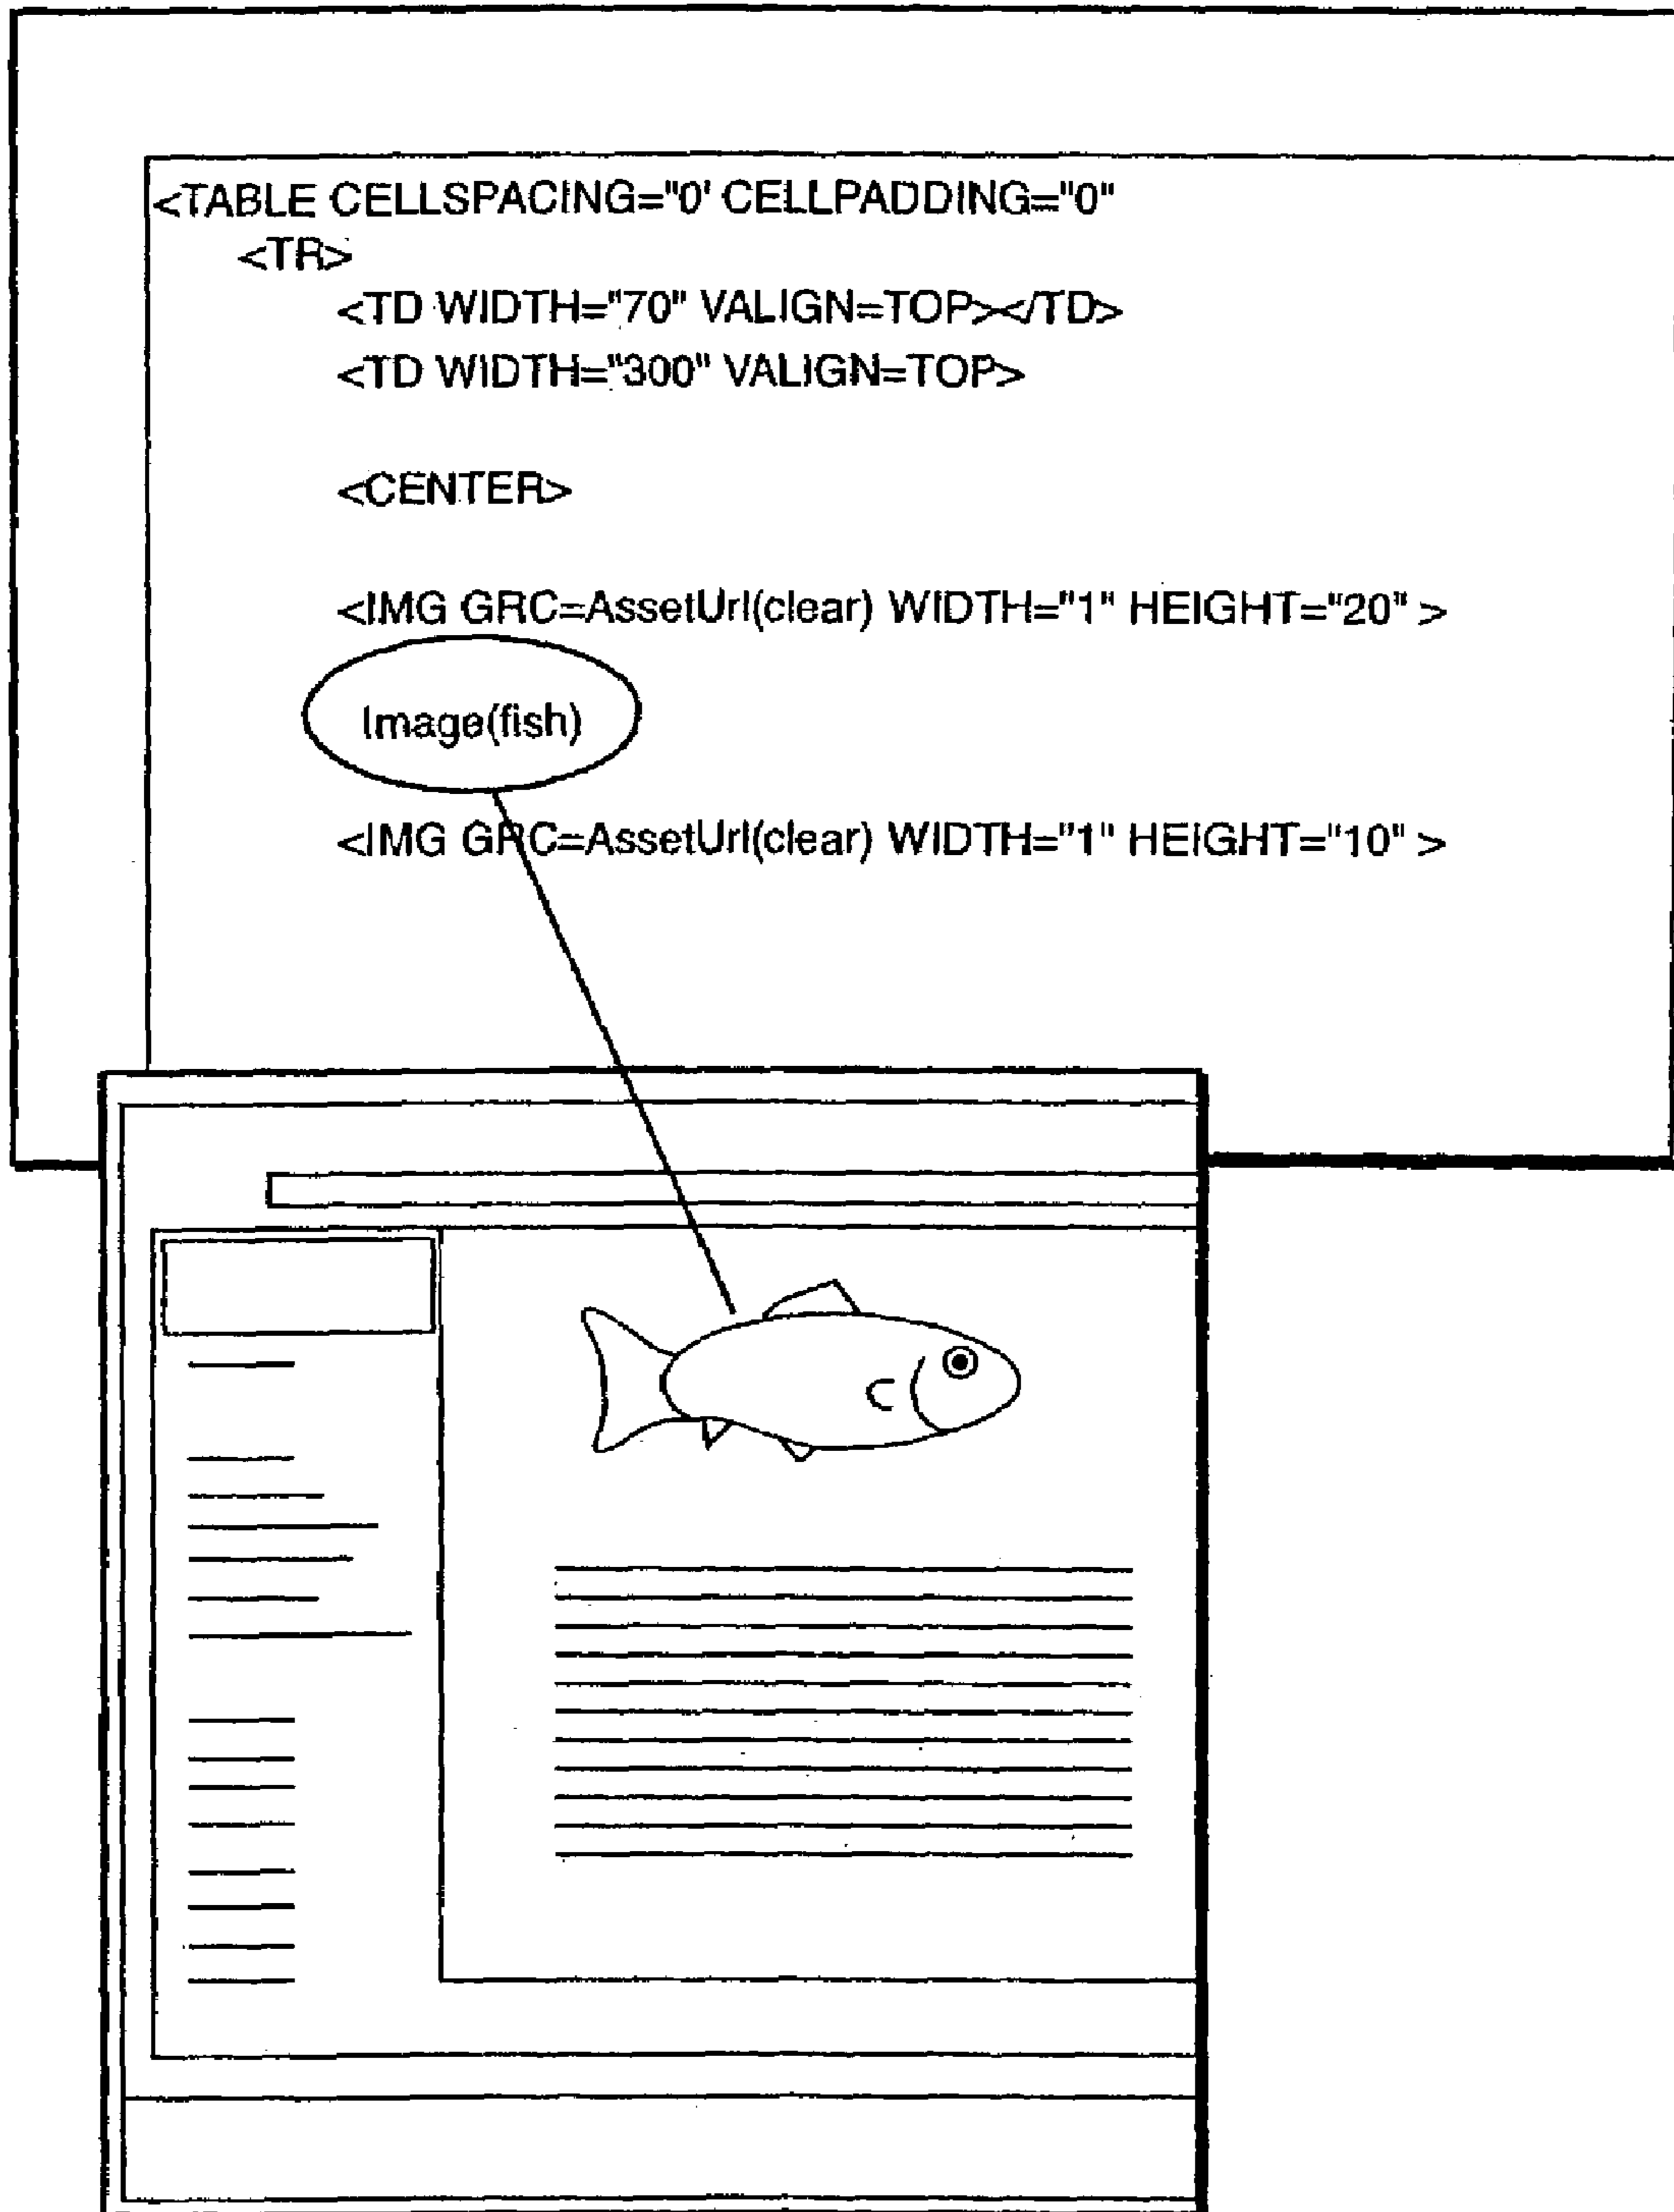 <TABLE CELLSPACING="0' CELLPADDING="0"
<TR>
<TD WIDTH="70" VALIGN=TOP></TD>
<TD WIDTH="300" VALIGN=TOP>
<CENTER>
<IMG GRC=AssetUrl(clear) WIDTH="1" HEIGHT="20" >
Image(fish)
<IMG GRC=AssetUrl(clear) WIDTH="1" HEIGHT="10" >